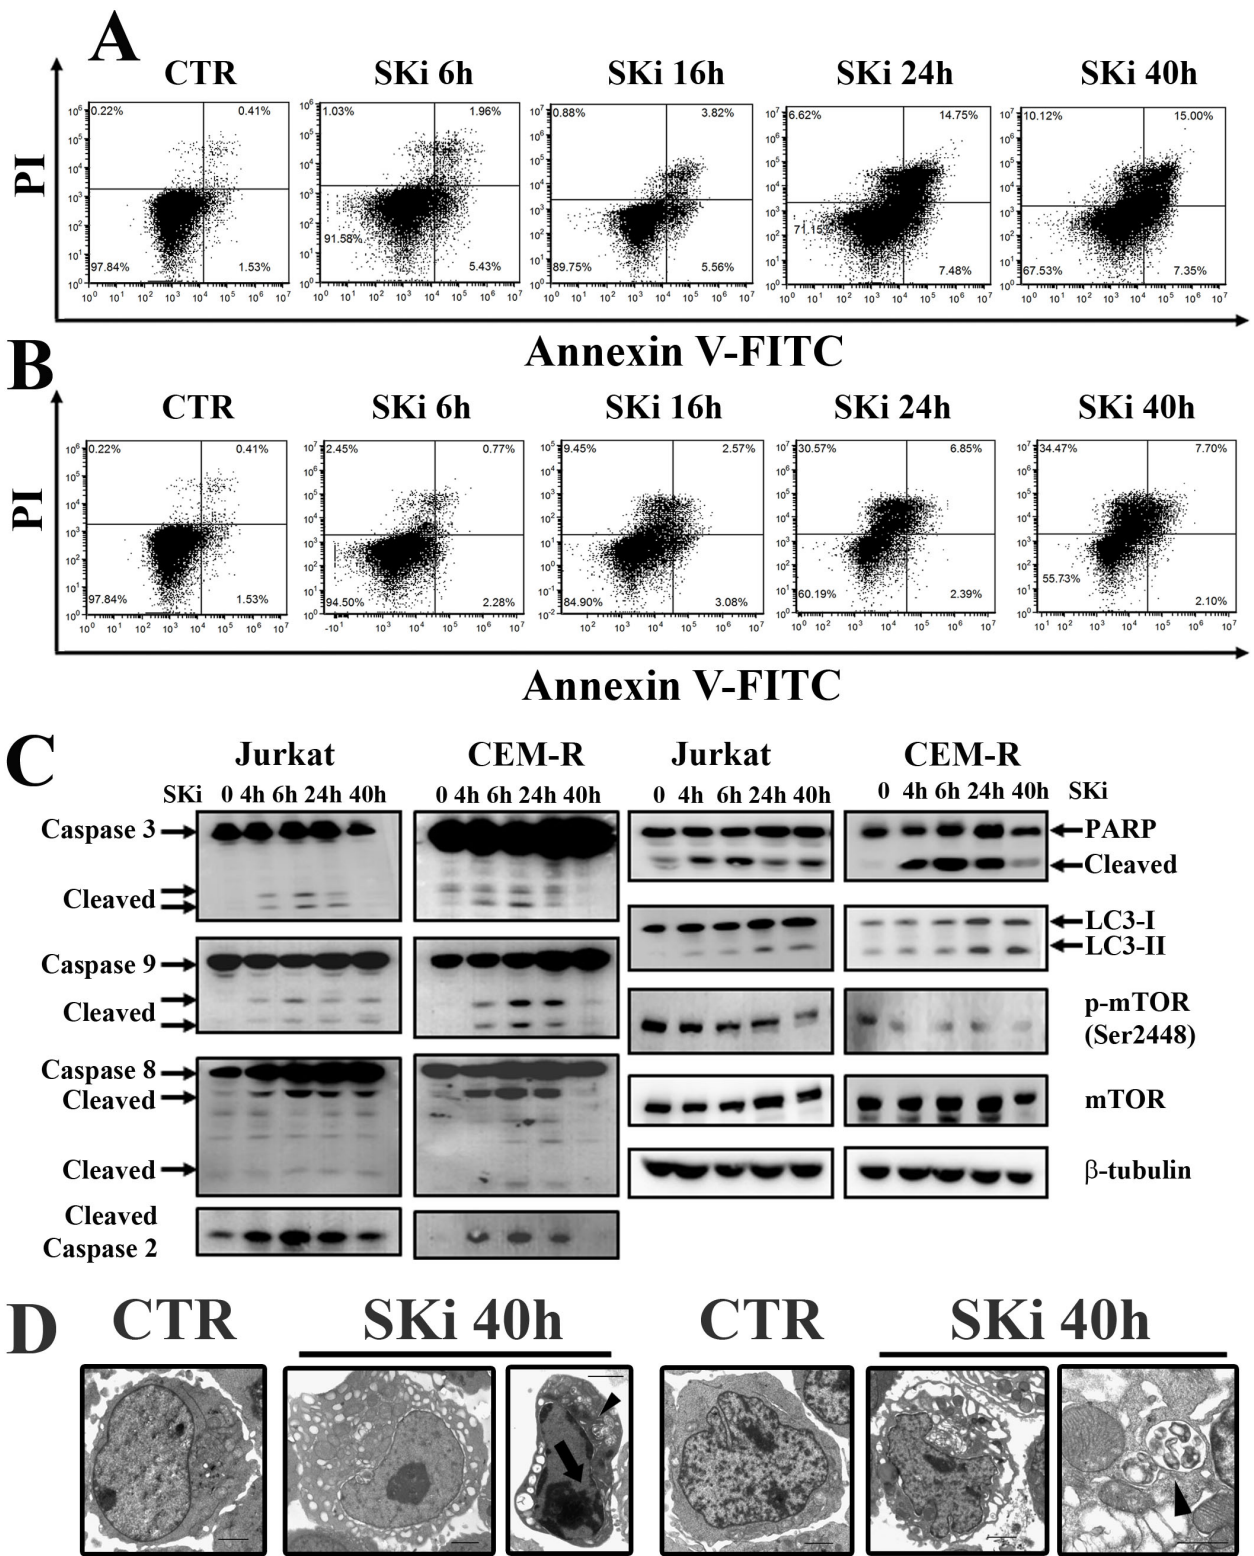 A
CTR SKi 6h SKi 16h SKi 24h SKi 40h
PI
0.22% 0.41% 1.03% 1.96% 0.88% 3.82% 6.62% 14.75% 10.12% 15.00%
97.84% 1.53% 91.58% 5.43% 89.75% 5.56% 7.48% 67.53% 7.35%
Annexin V-FITC
B
CTR SKi 6h SKi 16h SKi 24h SKi 40h
PI
0.22% 0.41% 2.45% 0.77% 9.45% 2.57% 30.57% 6.85% 34.47% 7.70%
97.84% 1.53% 94.50% 2.28% 84.90% 3.08% 60.19% 2.39% 55.73% 2.10%
Annexin V-FITC
C
Jurkat CEM-R Jurkat CEM-R
SKi 0 4h 6h 24h 40h 0 4h 6h 24h 40h 0 4h 6h 24h 40h 0 4h 6h 24h 40h SKi
Caspase 3 PARP
Cleaved Cleaved
Caspase 9 LC3-I
Cleaved LC3-II
Caspase 8 p-mTOR
Cleaved (Ser2448)
Cleaved mTOR
Cleaved β-tubulin
Caspase 2
D
CTR SKi 40h CTR SKi 40h